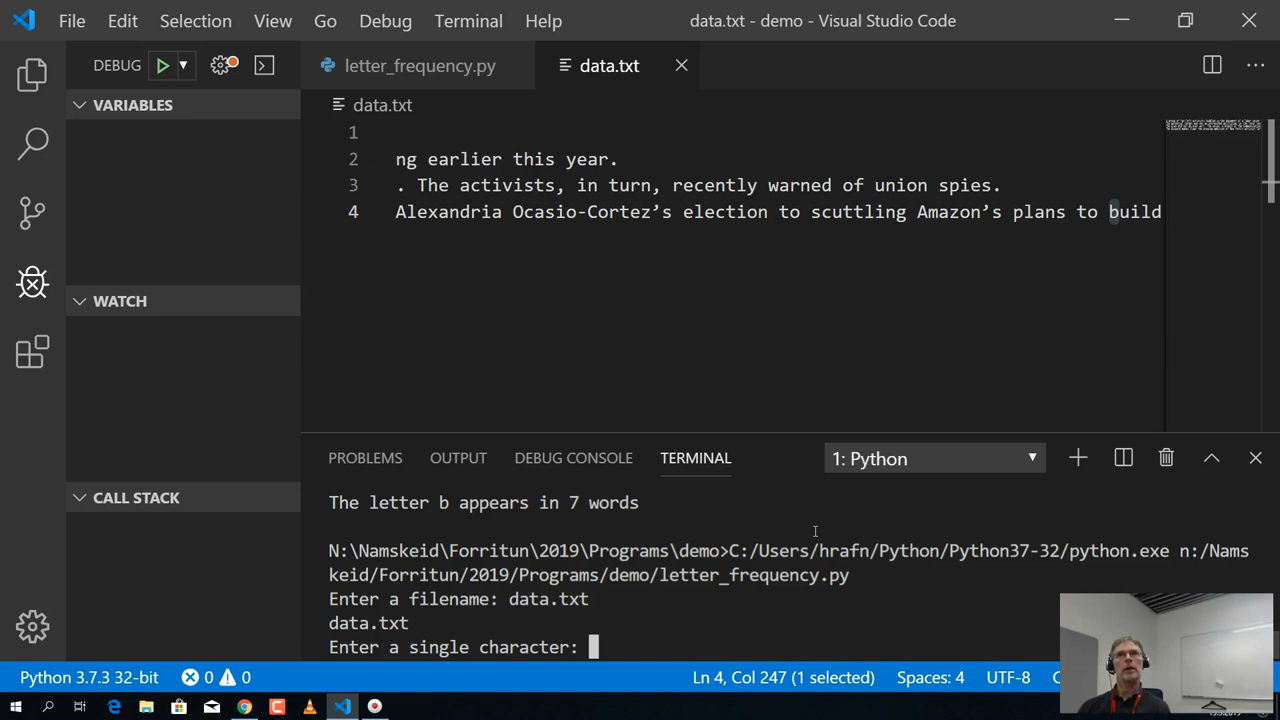 File Edit Selection View Go Debug Terminal Help data.txt - demo - Visual Studio Code
DEBUG
letter_frequency.py
data.txt
VARIABLES
data.txt
1
2 ng earlier this year.
3 . The activists, in turn, recently warned of union spies.
4 Alexandria Ocasio-Cortez’s election to scuttling Amazon’s plans to build
WATCH
CALL STACK
PROBLEMS OUTPUT DEBUG CONSOLE TERMINAL 1: Python
The letter b appears in 7 words
N:\Namskeid\Forritun\2019\Programs\demo>C:/Users/hrafn/Python/Python37-32/python.exe n:/Nams
keid/Forritun/2019/Programs/demo/letter_frequency.py
Enter a filename: data.txt
data.txt
Enter a single character:
Python 3.7.3 32-bit 0 0 Ln 4, Col 247 (1 selected) Spaces: 4 UTF-8